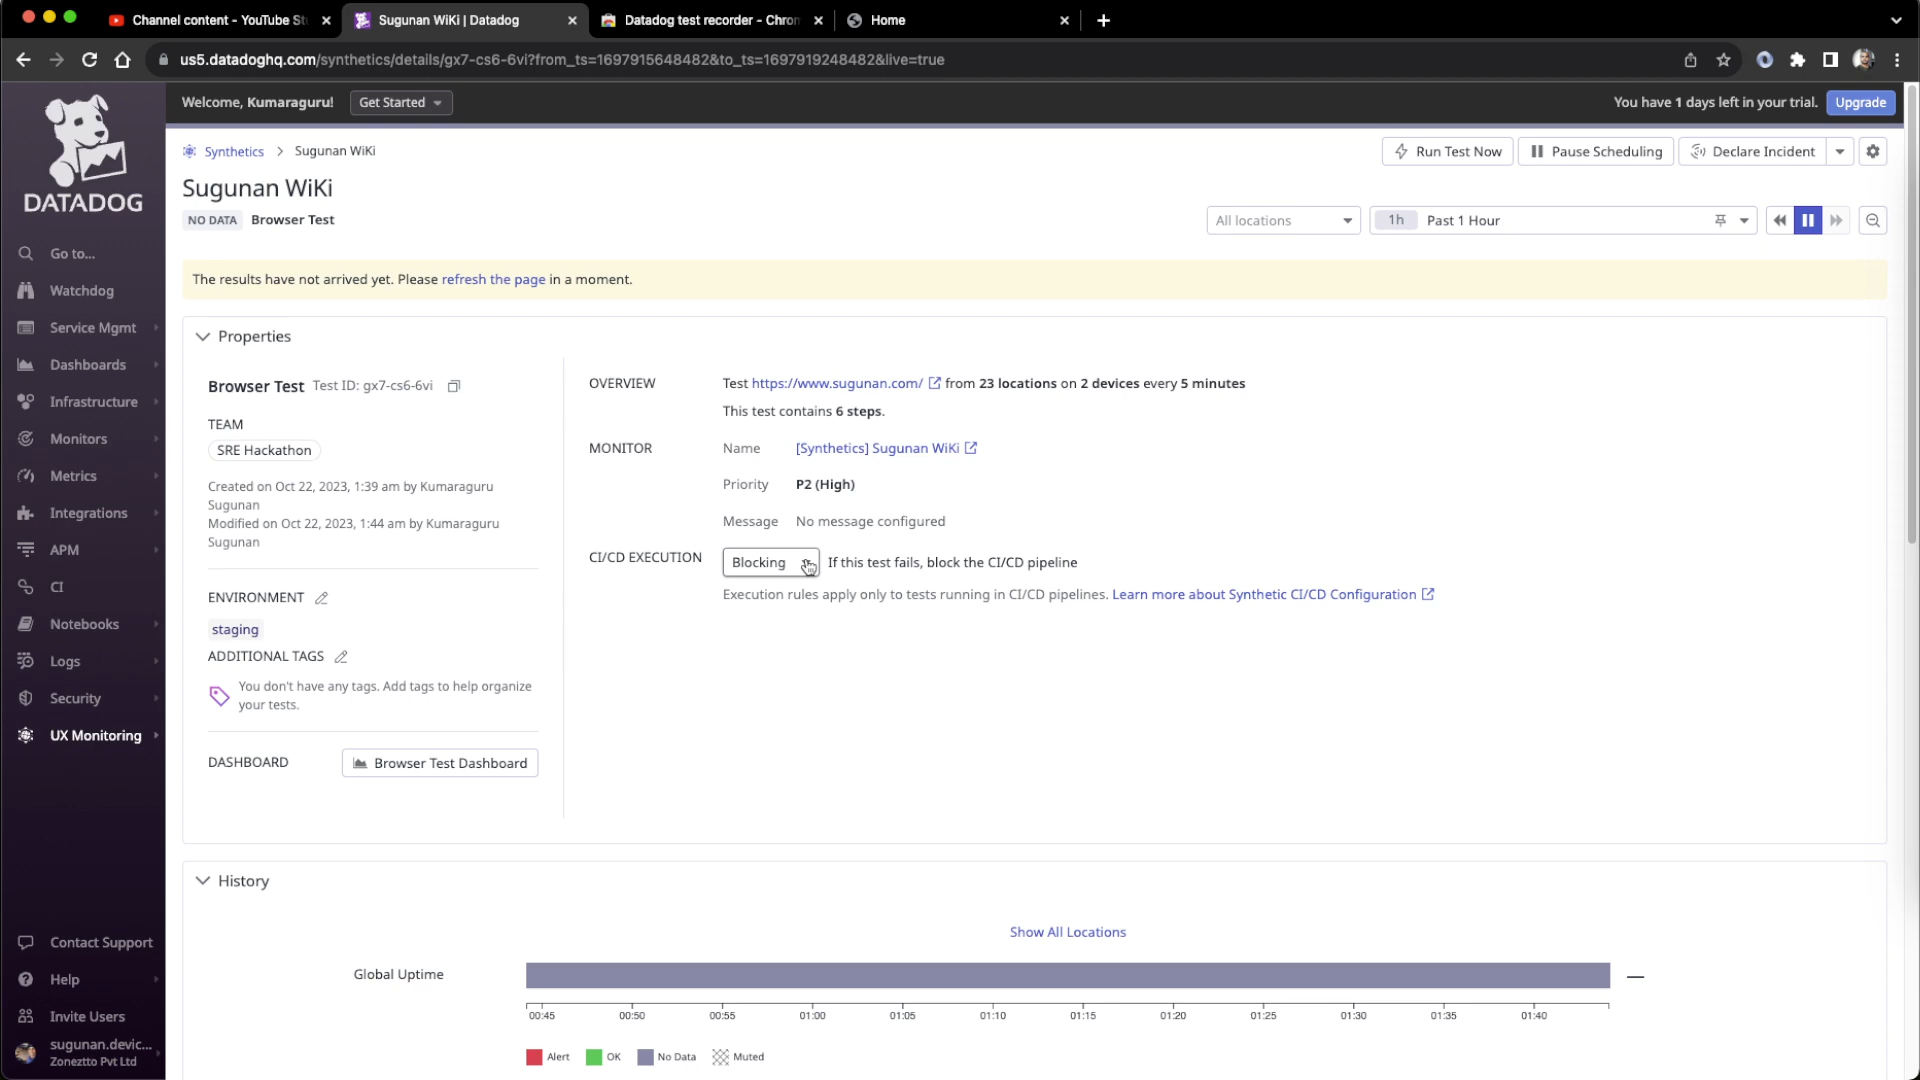 Channel content - YouTube St
Sugunan WiKi | Datadog
Datadog test recorder - Chrom
Home
us5.datadoghq.com/synthetics/details/gx7-cs6-6vi?from_ts=1697915648482&to_ts=1697919248482&live=true
DATADOG
Welcome, Kumaraguru!
Get Started
You have 1 days left in your trial.
Upgrade
Synthetics > Sugunan WiKi
Run Test Now
Pause Scheduling
Declare Incident
Sugunan WiKi
NO DATA Browser Test
All locations
1h Past 1 Hour
The results have not arrived yet. Please refresh the page in a moment.
Go to...
Watchdog
Service Mgmt
Dashboards
Infrastructure
Monitors
Metrics
Integrations
APM
CI
Notebooks
Logs
Security
UX Monitoring
Contact Support
Help
Invite Users
sugunan.devic...
Zoneztto Pvt Ltd
Properties
Browser Test Test ID: gx7-cs6-6vi
TEAM
SRE Hackathon
Created on Oct 22, 2023, 1:39 am by Kumaraguru
Sugunan
Modified on Oct 22, 2023, 1:44 am by Kumaraguru
Sugunan
ENVIRONMENT
staging
ADDITIONAL TAGS
You don't have any tags. Add tags to help organize
your tests.
DASHBOARD
Browser Test Dashboard
OVERVIEW
Test https://www.sugunan.com/ from 23 locations on 2 devices every 5 minutes
This test contains 6 steps.
MONITOR
Name [Synthetics] Sugunan WiKi
Priority P2 (High)
Message No message configured
CI/CD EXECUTION
Blocking If this test fails, block the CI/CD pipeline
Execution rules apply only to tests running in CI/CD pipelines. Learn more about Synthetic CI/CD Configuration
History
Show All Locations
Global Uptime
00:45 00:50 00:55 01:00 01:05 01:10 01:15 01:20 01:25 01:30 01:35 01:40
Alert OK No Data Muted